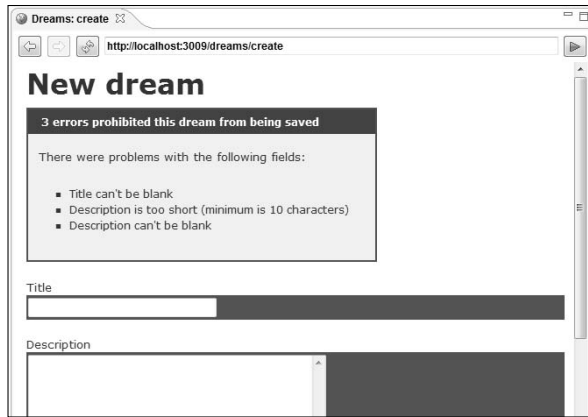 Dreams: create
http://localhost:3009/dreams/create
New dream
3 errors prohibited this dream from being saved
There were problems with the following fields:
Title can't be blank
Description is too short (minimum is 10 characters)
Description can't be blank
Title
Description